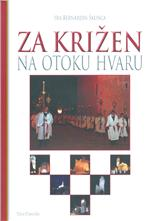 FRA BERNARDIN ŠKUNCA
ZA KRIŽEN
NA OTOKU HVARU